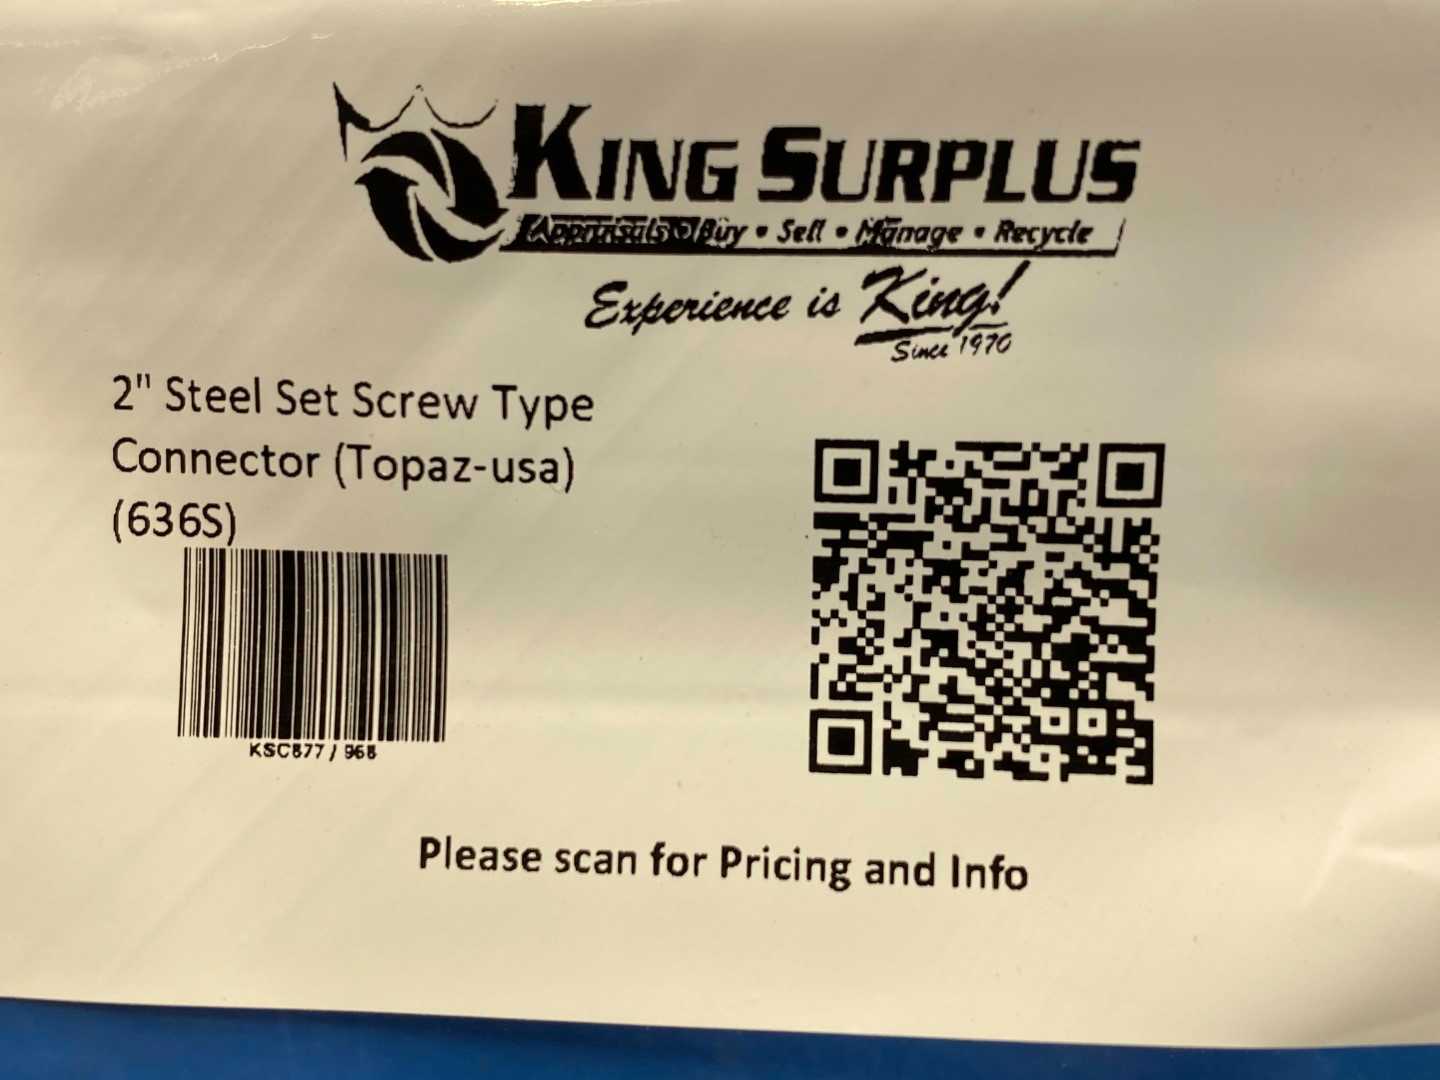 KING SURPLUS
Appraisals • Buy • Sell • Manage • Recycle
Experience is King!
Since 1970
2" Steel Set Screw Type
Connector (Topaz-usa)
(636S)
KSC877 / 968
Please scan for Pricing and Info